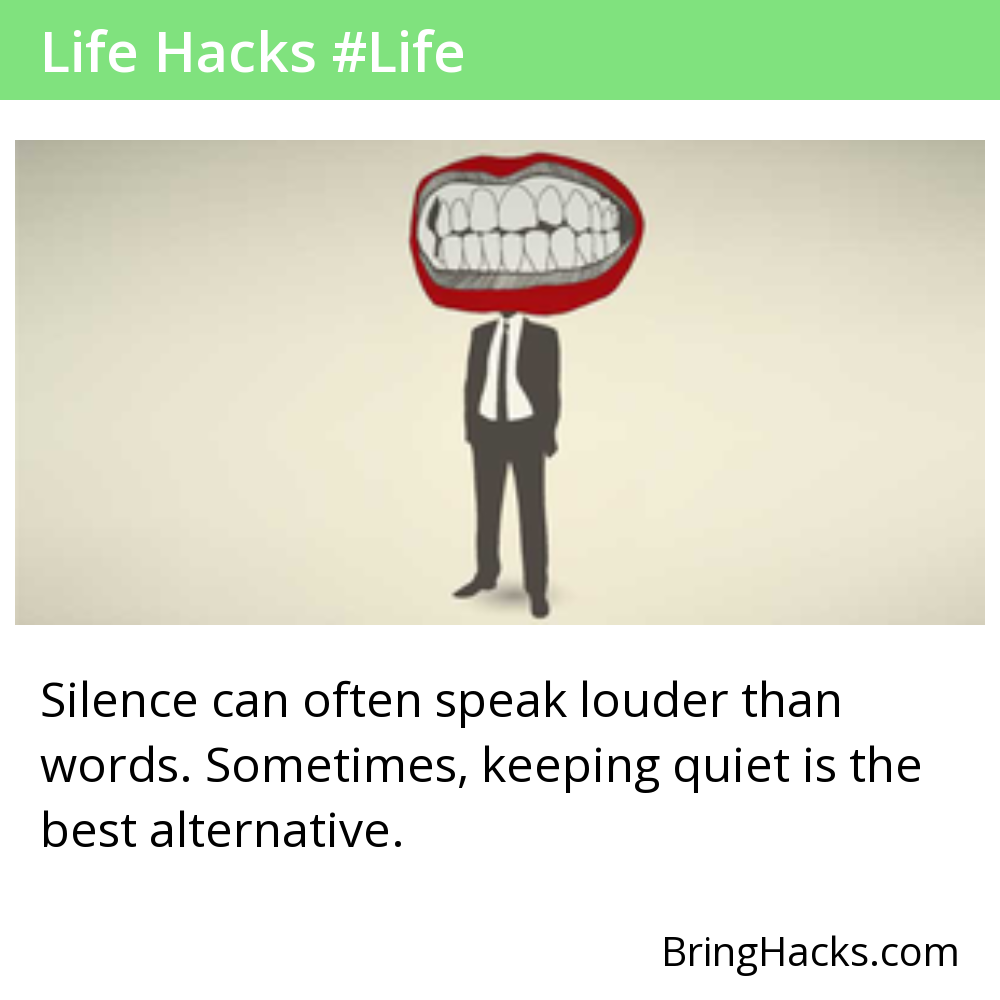 Life Hacks #Life
Silence can often speak louder than
words. Sometimes, keeping quiet is the
best alternative.
BringHacks.com